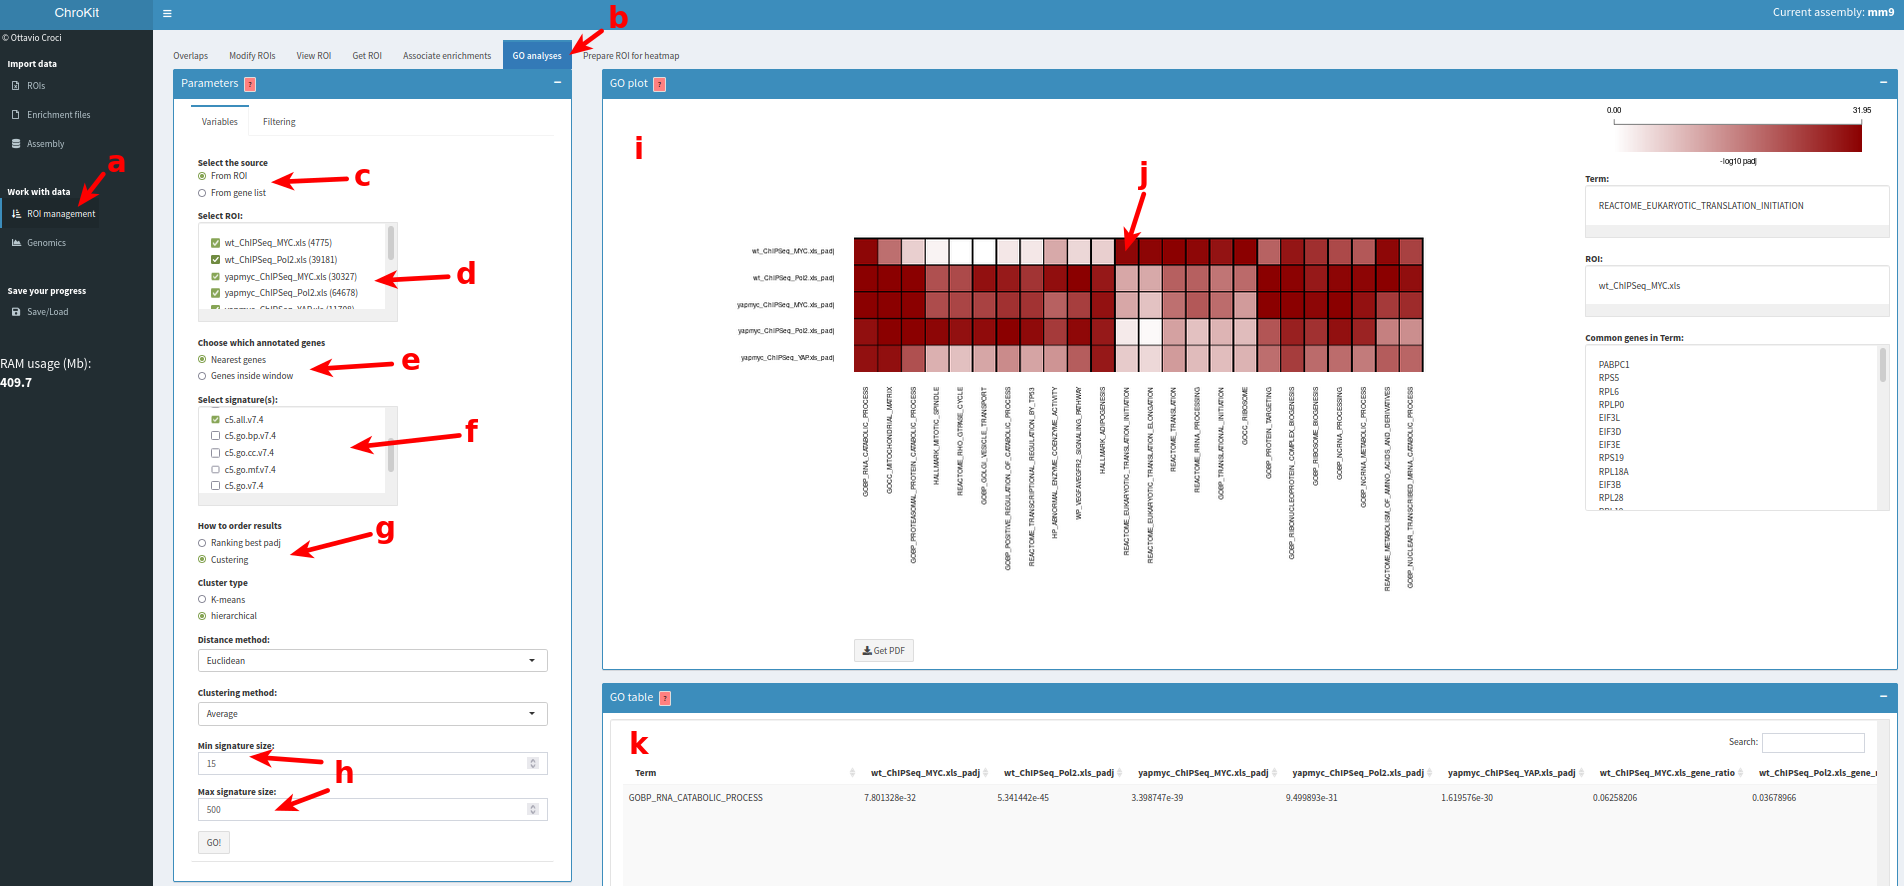 ChroKit
Current assembly: mm9
© Ottavio Croci
Import data
ROIs
Enrichment files
Assembly
a
Work with data
ROI management
Genomics
Save your progress
Save/Load
RAM usage (Mb):
409.7
b
Overlaps Modify ROIs View ROI Get ROI Associate enrichments GO analyses Prepare ROI for heatmap
Parameters ?
Variables Filtering
Select the source
From ROI
From gene list
c
Select ROI:
wt_ChIPSeq_MYC.xls (4775)
wt_ChIPSeq_Pol2.xls (39181)
yapmyc_ChIPSeq_MYC.xls (30327)
yapmyc_ChIPSeq_Pol2.xls (64678)
d
Choose which annotated genes
Nearest genes
Genes inside window
e
Select signature(s):
c5.all.v7.4
c5.go.bp.v7.4
c5.go.cc.v7.4
c5.go.mf.v7.4
c5.go.v7.4
f
How to order results
Ranking best padj
Custering
g
Cluster type
K-means
hierarchical
Distance method:
Euclidean
Clustering method:
Average
Min signature size:
15
h
Max signature size:
500
GO!
GO plot ?
i
j
wt_ChIPSeq_MYC.xls_padj
wt_ChIPSeq_Pol2.xls_padj
yapmyc_ChIPSeq_MYC.xls_padj
yapmyc_ChIPSeq_Pol2.xls_padj
yapmyc_ChIPSeq_YAP.xls_padj
GOBP_RNA_CATABOLIC_PROCESS
GOCC_MITOCHONDRIAL_MATRIX
GOBP_PROTEASOMAL_PROTEIN_CATABOLIC_PROCESS
HALLMARK_MITOTIC_SPINDLE
REACTOME_RHO_GTPASE_CYCLE
GOBP_GOLGI_VESICLE_TRANSPORT
GOBP_POSITIVE_REGULATION_OF_CATABOLIC_PROCESS
REACTOME_TRANSCRIPTIONAL_REGULATION_BY_TP53
HP_ABNORMAL_ENZYME_COENZYME_ACTIVITY
WP_VEGFAVEGFR2_SIGNALING_PATHWAY
HALLMARK_ADIPOGENESIS
REACTOME_EUKARYOTIC_TRANSLATION_INITIATION
REACTOME_EUKARYOTIC_TRANSLATION_ELONGATION
REACTOME_TRANSLATION
REACTOME_RRNA_PROCESSING
GOBP_TRANSLATIONAL_INITIATION
GOCC_RIBOSOME
GOBP_PROTEIN_TARGETING
GOBP_RIBONUCLEOPROTEIN_COMPLEX_BIOGENESIS
GOBP_RIBOSOME_BIOGENESIS
GOBP_NCRNA_PROCESSING
GOBP_NCRNA_METABOLIC_PROCESS
REACTOME_METABOLISM_OF_AMINO_ACIDS_AND_DERIVATIVES
GOBP_NUCLEAR_TRANSCRIBED_MRNA_CATABOLIC_PROCESS
Get PDF
0.00 31.95
-log10 padj
Term:
REACTOME_EUKARYOTIC_TRANSLATION_INITIATION
ROI:
wt_ChIPSeq_MYC.xls
Common genes in Term:
PABPC1
RPS5
RPL6
RPLP0
EIF3L
EIF3D
EIF3E
RPS19
RPL18A
EIF3B
RPL28
GO table ?
k
Search:
Term wt_ChIPSeq_MYC.xls_padj wt_ChIPSeq_Pol2.xls_padj yapmyc_ChIPSeq_MYC.xls_padj yapmyc_ChIPSeq_Pol2.xls_padj yapmyc_ChIPSeq_YAP.xls_padj wt_ChIPSeq_MYC.xls_gene_ratio wt_ChIPSeq_Pol2.xls_gene_r
GOBP_RNA_CATABOLIC_PROCESS 7.801328e-32 5.341442e-45 3.398747e-39 9.499893e-31 1.619576e-30 0.06258206 0.03678966